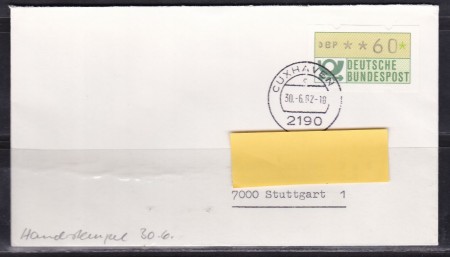 DBP **60*
DEUTSCHE
BUNDESPOST
CUXHAVEN
c
30.-6.82-18
2190
7000 Stuttgart 1
Handstempel 30.6.